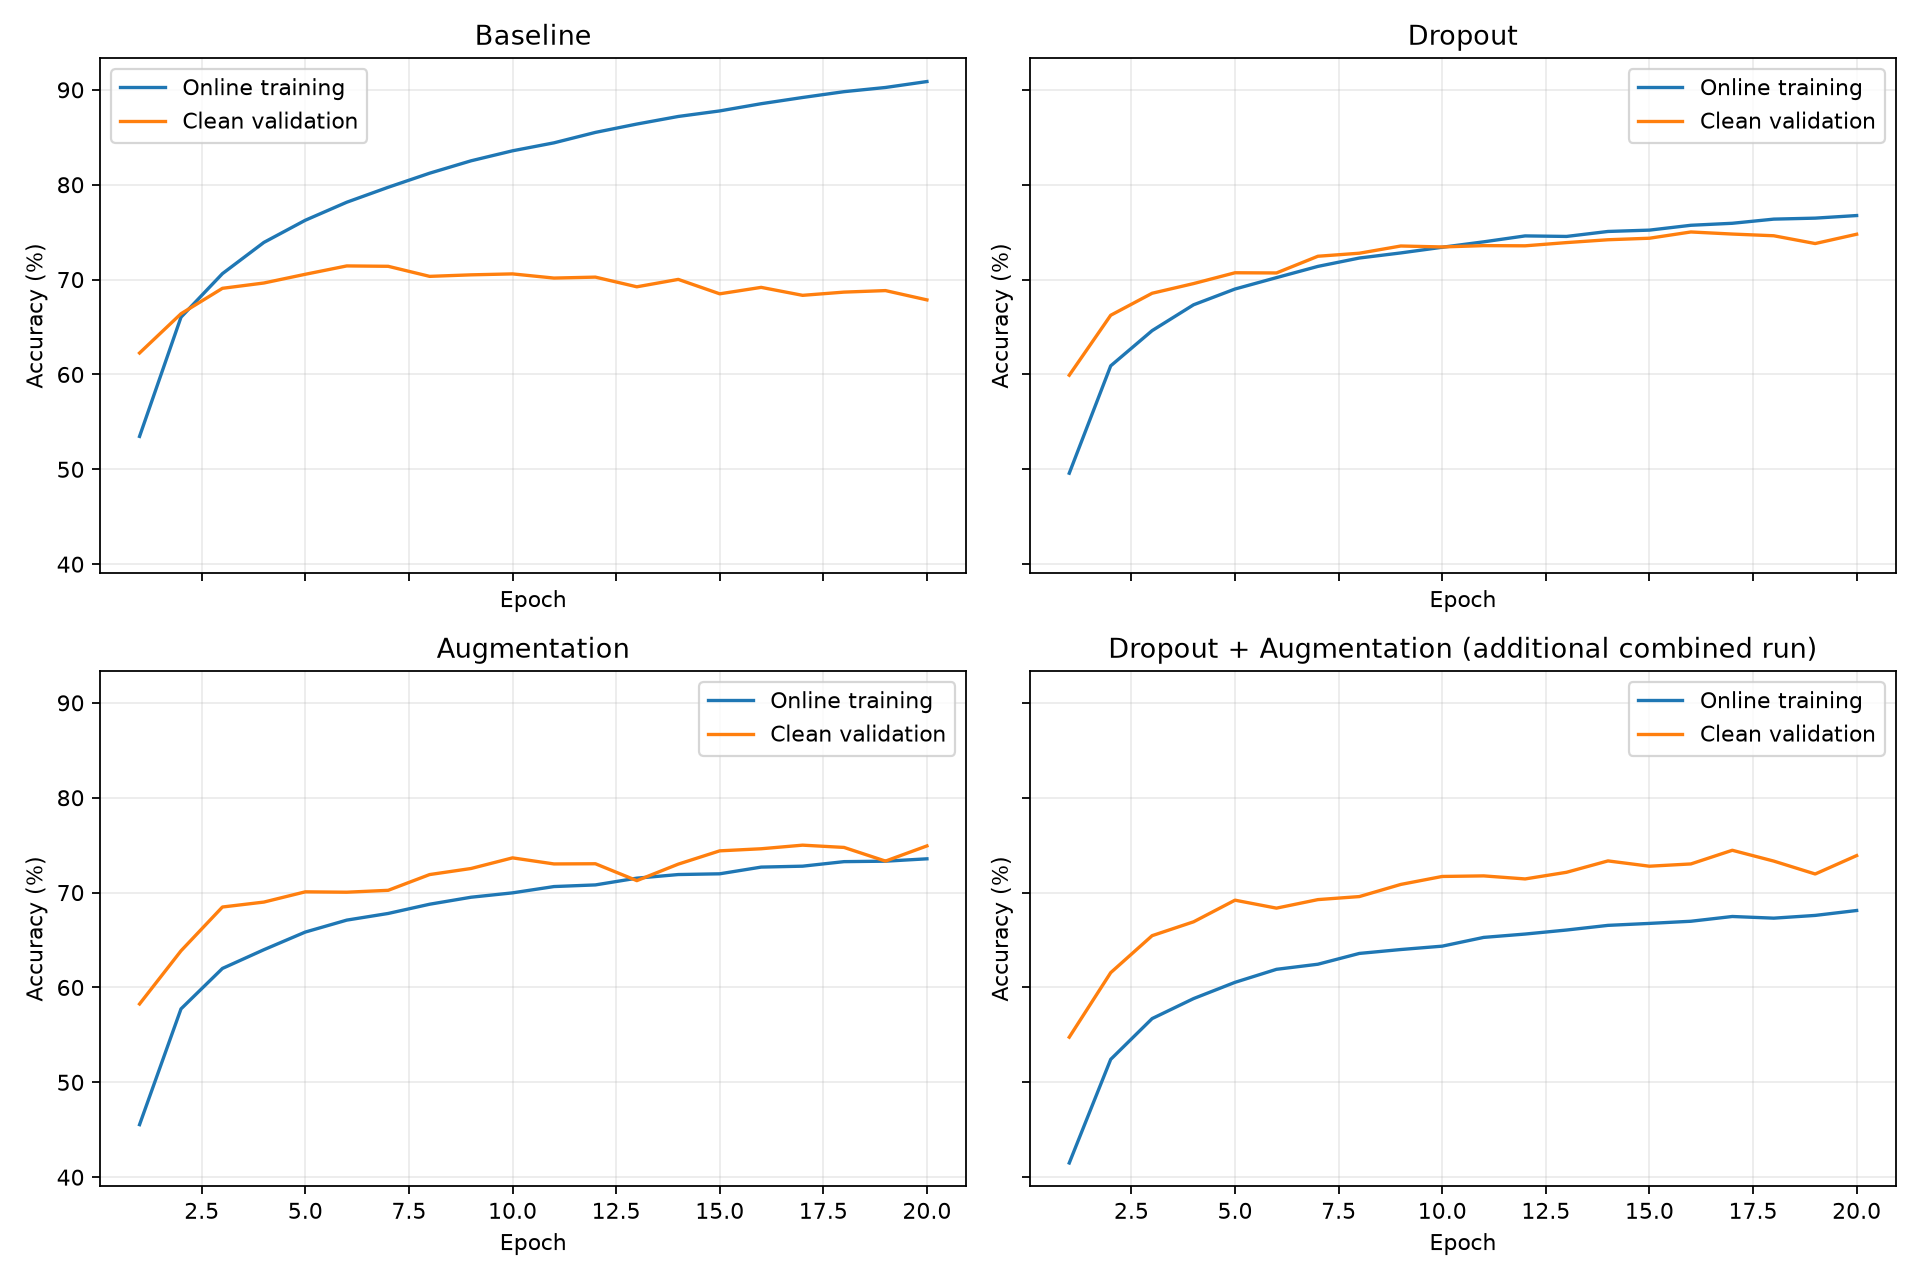 Baseline
Online training
Clean validation
Accuracy (%)
90
80
70
60
50
40
Epoch
Dropout
Online training
Clean validation
Accuracy (%)
Epoch
Augmentation
Online training
Clean validation
Accuracy (%)
90
80
70
60
50
40
2.5 5.0 7.5 10.0 12.5 15.0 17.5 20.0
Epoch
Dropout + Augmentation (additional combined run)
Online training
Clean validation
Accuracy (%)
2.5 5.0 7.5 10.0 12.5 15.0 17.5 20.0
Epoch